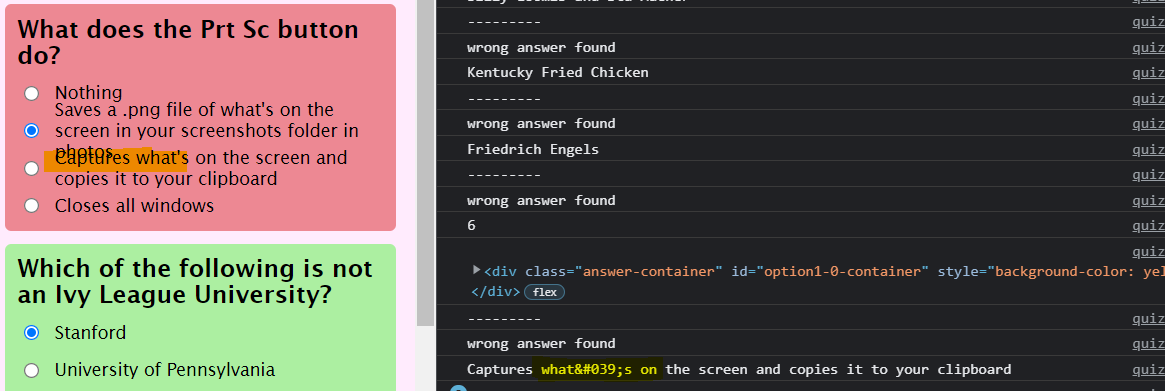 What does the Prt Sc button
do?
Nothing
Saves a .png file of what's on the
screen in your screenshots folder in
photos
Captures what's on the screen and
copies it to your clipboard
Closes all windows
Which of the following is not
an Ivy League University?
Stanford
University of Pennsylvania
---------
quiz
wrong answer found
quiz
Kentucky Fried Chicken
quiz
---------
quiz
wrong answer found
quiz
Friedrich Engels
quiz
---------
quiz
wrong answer found
quiz
6
quiz
quiz
<div class="answer-container" id="option1-0-container" style="background-color: yel
</div> flex
---------
quiz
wrong answer found
quiz
Captures what&#039;s on the screen and copies it to your clipboard
quiz